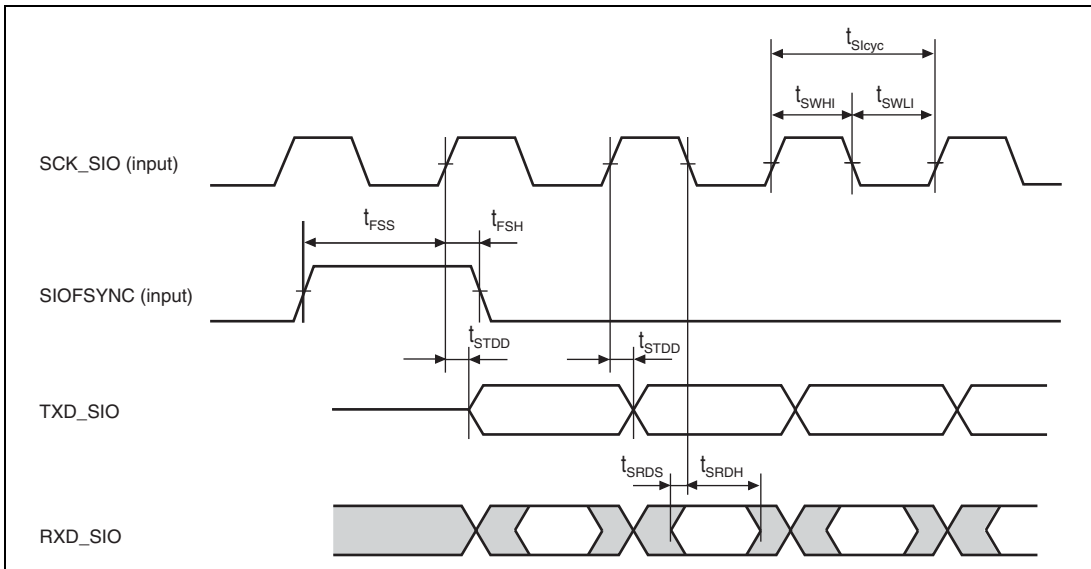 tSIcyc
tSWHI tSWLI
SCK_SIO (input)
tFSS tFSH
SIOFSYNC (input)
tSTDD tSTDD
TXD_SIO
tSRDS tSRDH
RXD_SIO